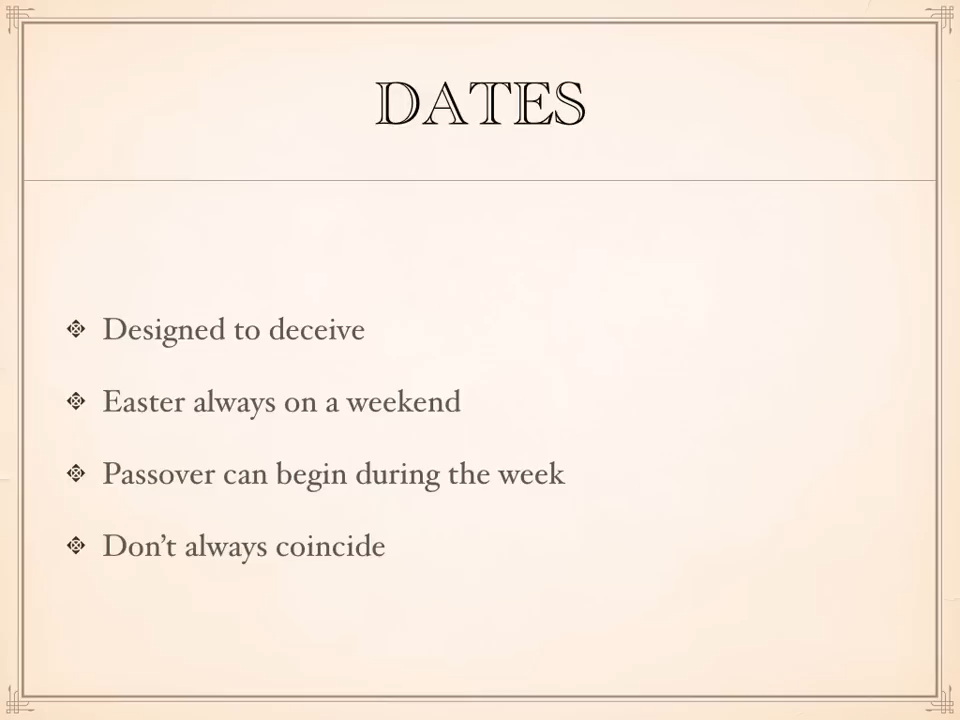 DATES
Designed to deceive
Easter always on a weekend
Passover can begin during the week
Don’t always coincide